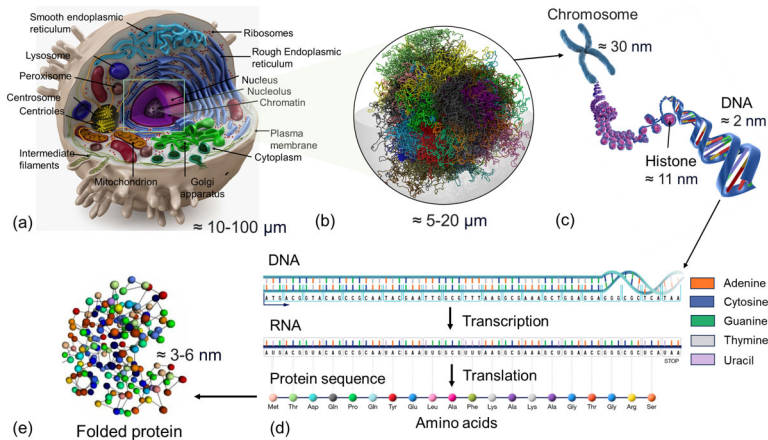 Smooth endoplasmic
reticulum
Lysosome
Peroxisome
Centrosome
Centrioles
Intermediate
filaments
Mitochondrion
Golgi
apparatus
Ribosomes
Rough Endoplasmic
reticulum
Nucleus
Nucleolus
Chromatin
Plasma
membrane
Cytoplasm
(a)
≈ 10-100 µm
(b)
≈ 5-20 µm
Chromosome
≈ 30 nm
DNA
≈ 2 nm
Histone
≈ 11 nm
(c)
DNA
Transcription
RNA
STOP
Protein sequence
Translation
Met Thr Asp Gln Pro Gln Tyr Glu Leu Ala Phe Lys Ala Lys Ala Gly Thr Gly Arg Ser
(d)
Amino acids
Adenine
Cytosine
Guanine
Thymine
Uracil
≈ 3-6 nm
(e)
Folded protein